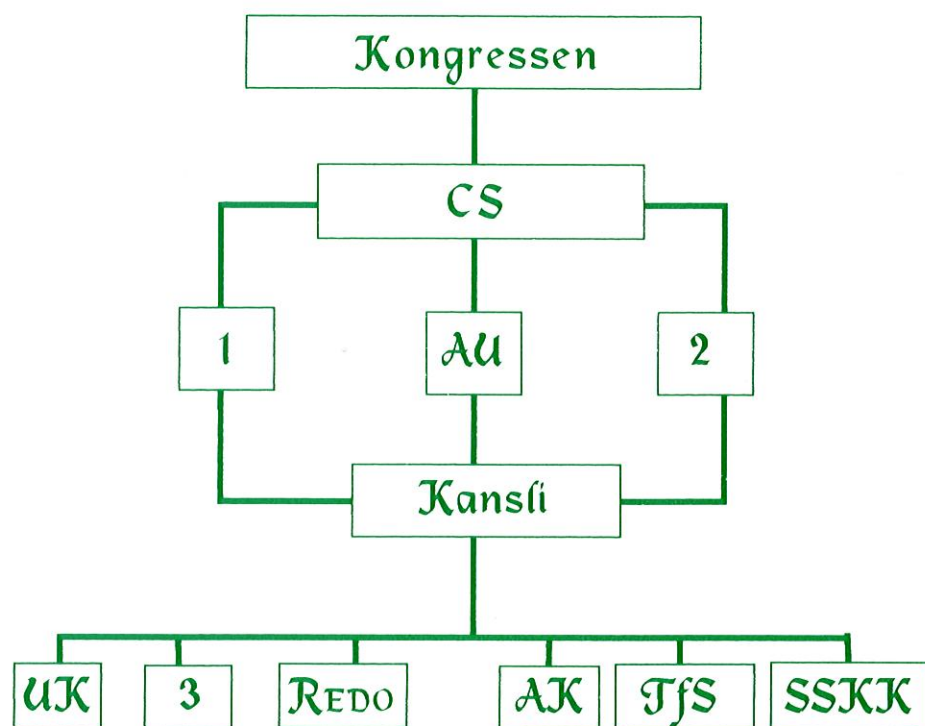 Kongressen
CS
1
AU
2
Kansli
UK
3
REDO
AK
TfS
SSKK